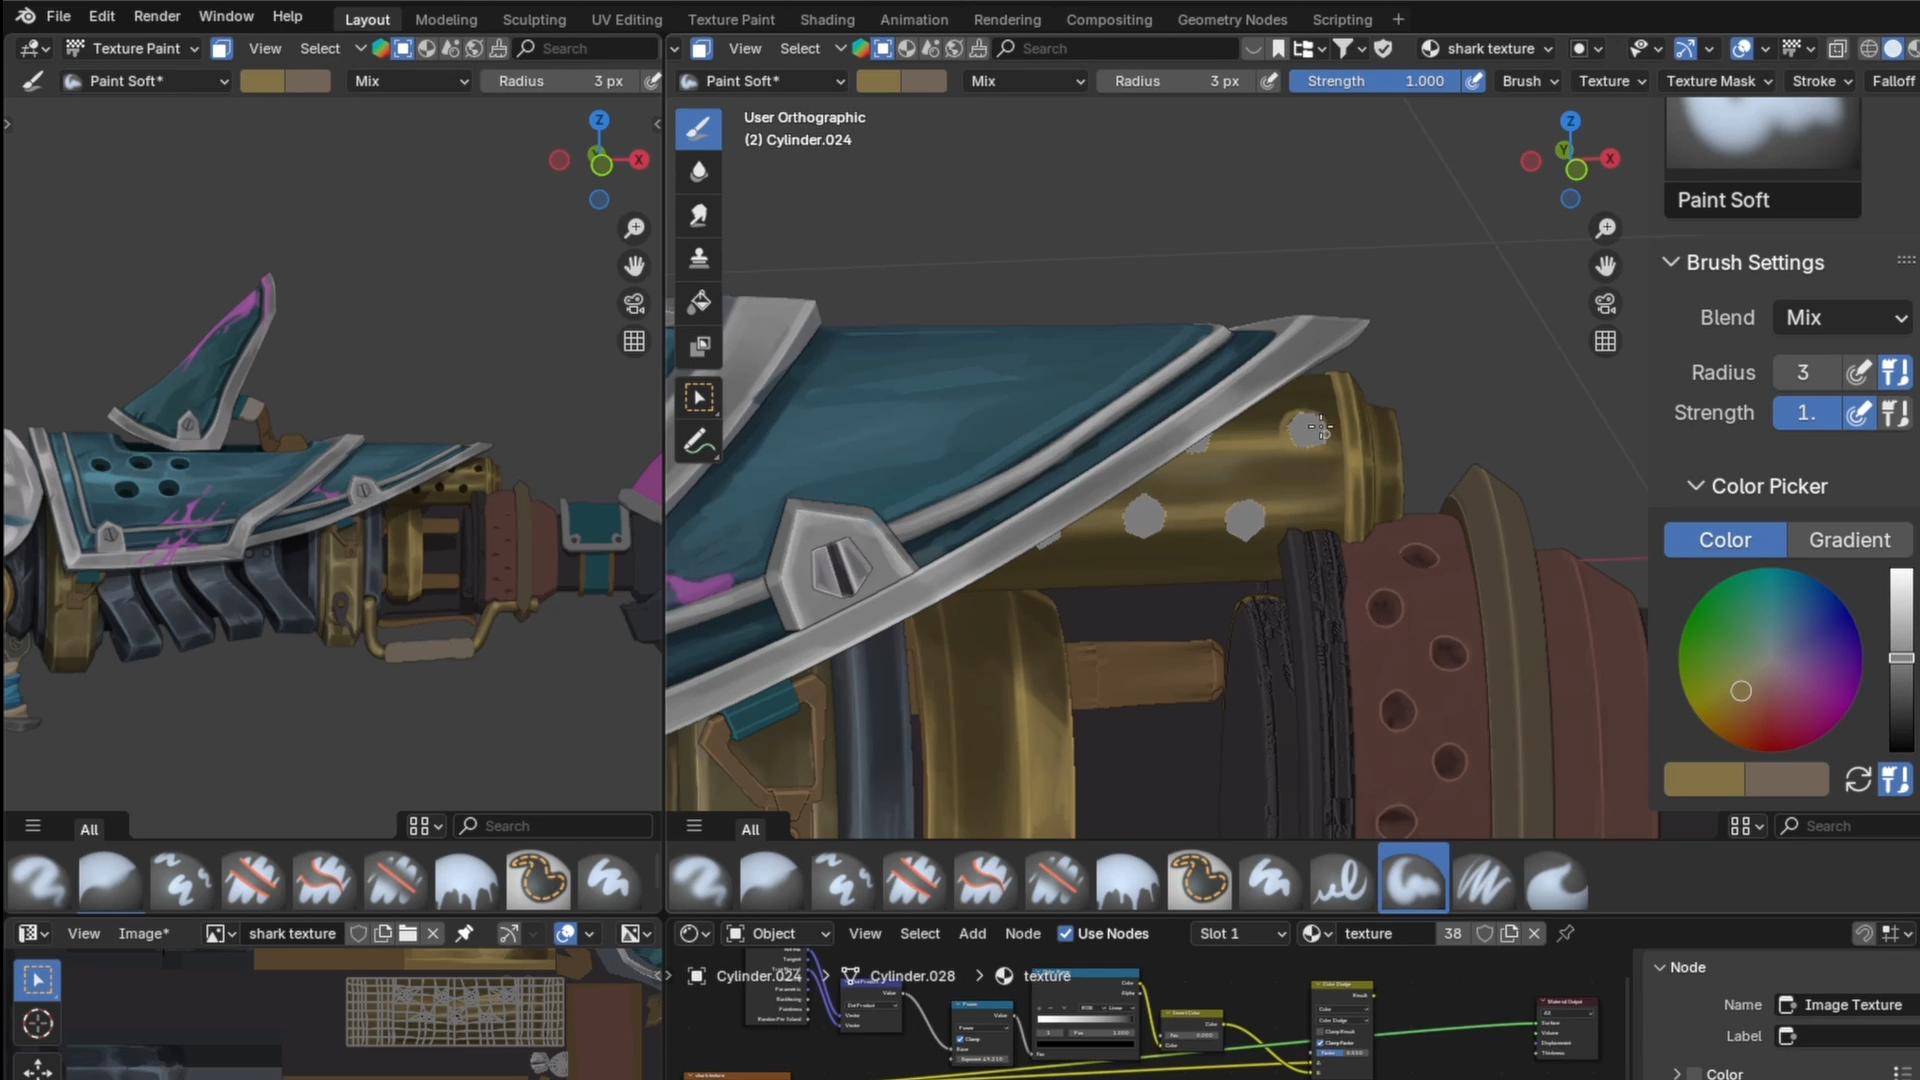 File Edit Render Window Help Layout Modeling Sculpting UV Editing Texture Paint Shading Animation Rendering Compositing Geometry Nodes Scripting +
Texture Paint View Select Search View Select Search shark texture
Paint Soft* Mix Radius 3 px Paint Soft* Mix Radius 3 px Strength 1.000 Brush Texture Texture Mask Stroke Falloff
User Orthographic
(2) Cylinder.024
Z
Y
X
Z
Y
X
Paint Soft
Brush Settings
Blend Mix
Radius 3
Strength 1.
Color Picker
Color Gradient
All Search All Search
View Image* shark texture Object View Select Add Node Use Nodes Slot 1 texture 38
Cylinder.024 > Cylinder.028 > texture
Node
Name Image Texture
Label
Color
Material Output